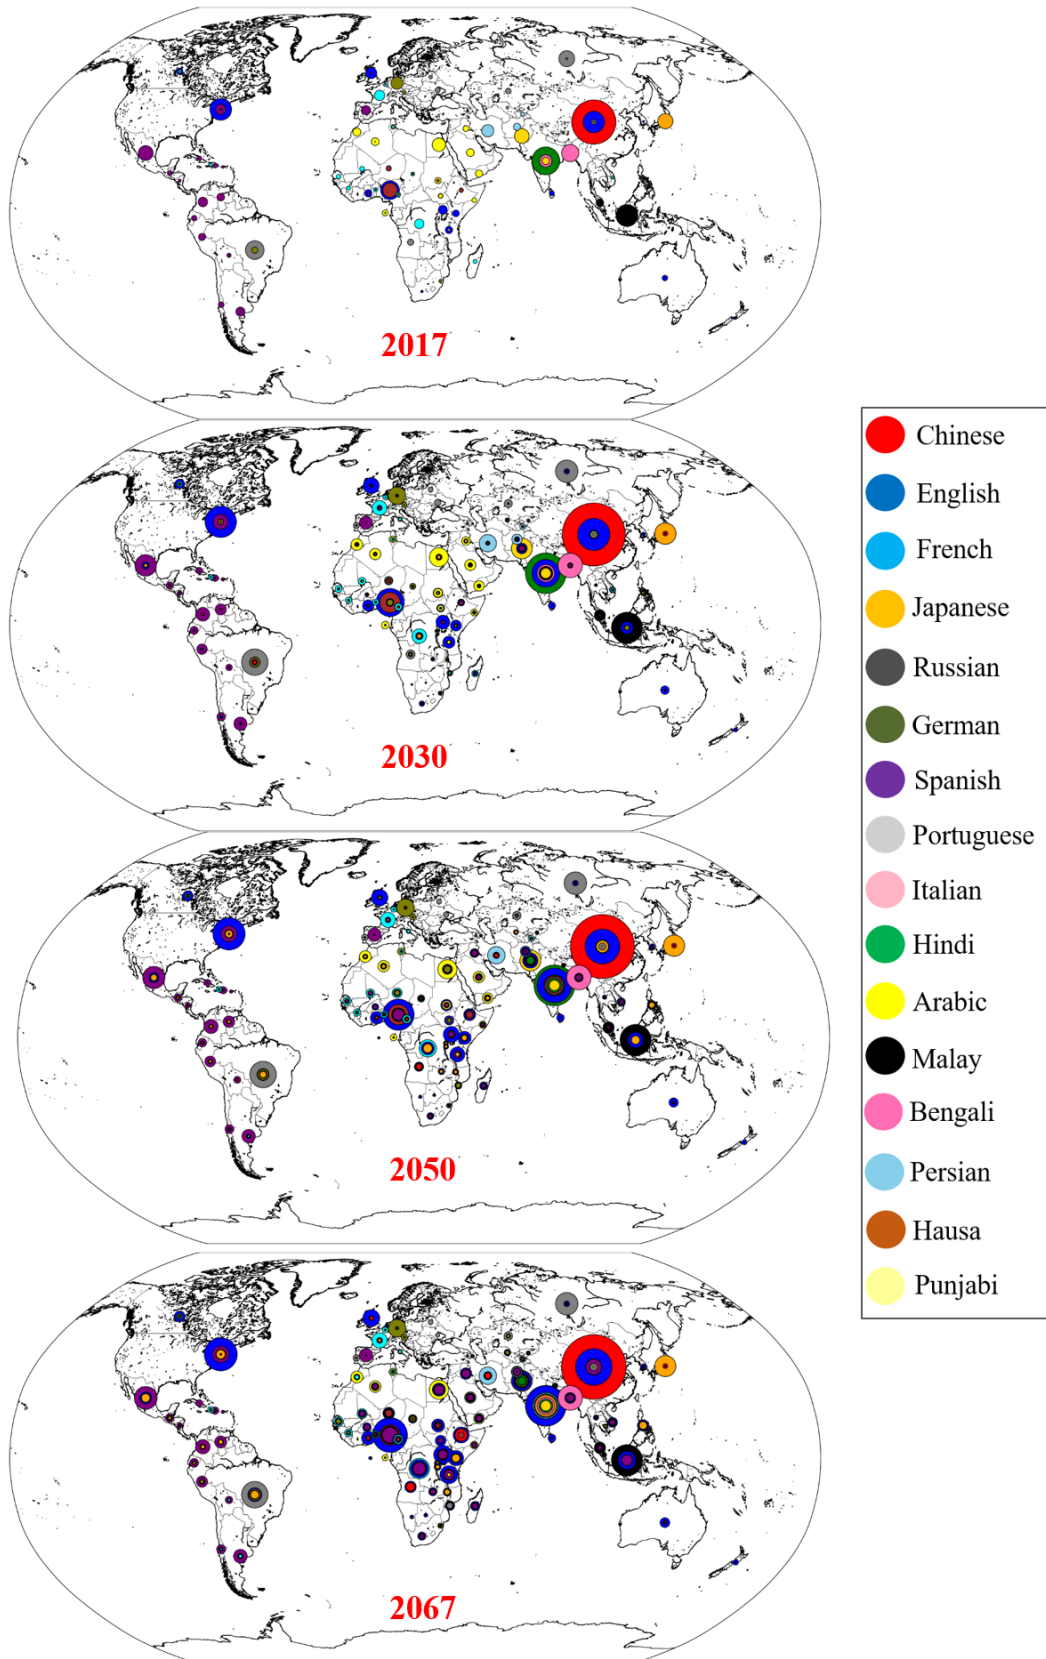 2017
2030
2050
2067
Chinese
English
French
Japanese
Russian
German
Spanish
Portuguese
Italian
Hindi
Arabic
Malay
Bengali
Persian
Hausa
Punjabi